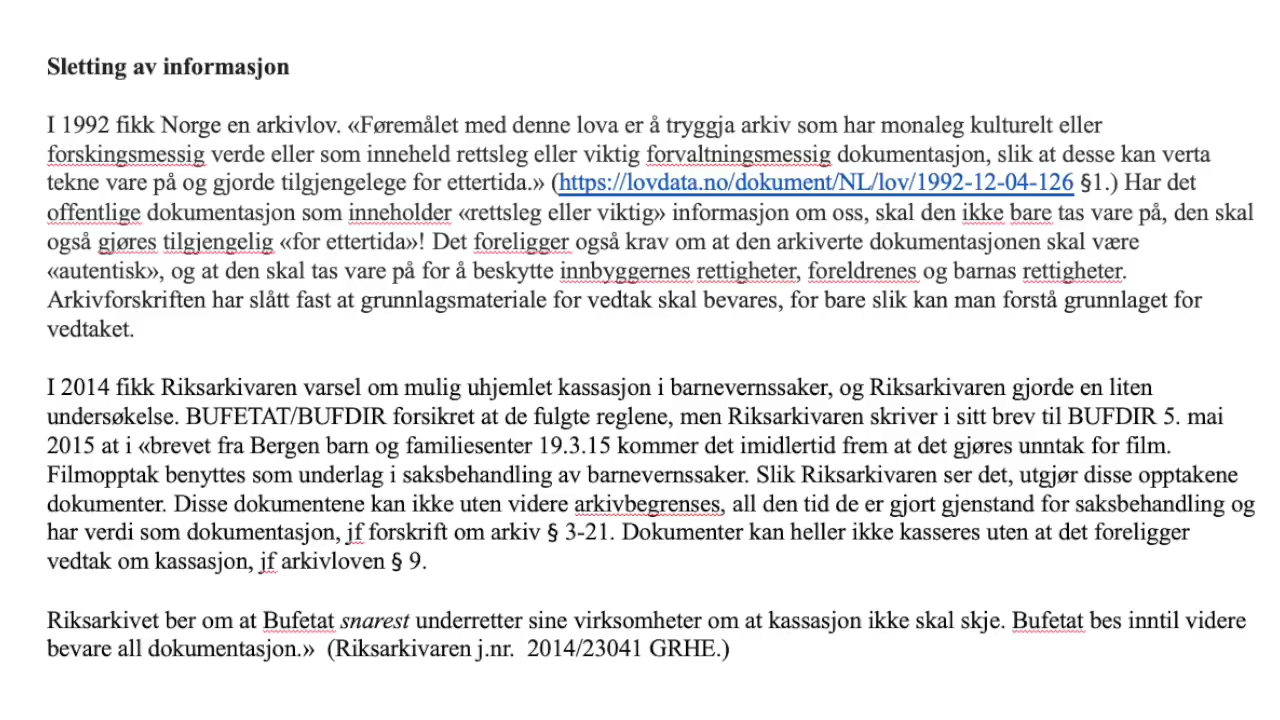 Sletting av informasjon
I 1992 fikk Norge en arkivlov. «Føremålet med denne lova er å tryggja arkiv som har monaleg kulturelt eller
forskingsmessig verde eller som inneheld rettsleg eller viktig forvaltningsmessig dokumentasjon, slik at desse kan verta
tekne vare på og gjorde tilgjengelege for ettertida.» (https://lovdata.no/dokument/NL/lov/1992-12-04-126 §1.) Har det
offentlige dokumentasjon som inneholder «rettsleg eller viktig» informasjon om oss, skal den ikke bare tas vare på, den skal
også gjøres tilgjengelig «for ettertida»! Det foreligger også krav om at den arkiverte dokumentasjonen skal være
«autentisk», og at den skal tas vare på for å beskytte innbyggernes rettigheter, foreldrenes og barnas rettigheter.
Arkivforskriften har slått fast at grunnlagsmateriale for vedtak skal bevares, for bare slik kan man forstå grunnlaget for
vedtaket.
I 2014 fikk Riksarkivaren varsel om mulig uhjemlet kassasjon i barnevernssaker, og Riksarkivaren gjorde en liten
undersøkelse. BUFETAT/BUFDIR forsikret at de fulgte reglene, men Riksarkivaren skriver i sitt brev til BUFDIR 5. mai
2015 at i «brevet fra Bergen barn og familiesenter 19.3.15 kommer det imidlertid frem at det gjøres unntak for film.
Filmopptak benyttes som underlag i saksbehandling av barnevernssaker. Slik Riksarkivaren ser det, utgjør disse opptakene
dokumenter. Disse dokumentene kan ikke uten videre arkivbegrenses, all den tid de er gjort gjenstand for saksbehandling og
har verdi som dokumentasjon, jf forskrift om arkiv § 3-21. Dokumenter kan heller ikke kasseres uten at det foreligger
vedtak om kassasjon, jf arkivloven § 9.
Riksarkivet ber om at Bufetat snarest underretter sine virksomheter om at kassasjon ikke skal skje. Bufetat bes inntil videre
bevare all dokumentasjon.»  (Riksarkivaren j.nr.  2014/23041 GRHE.)